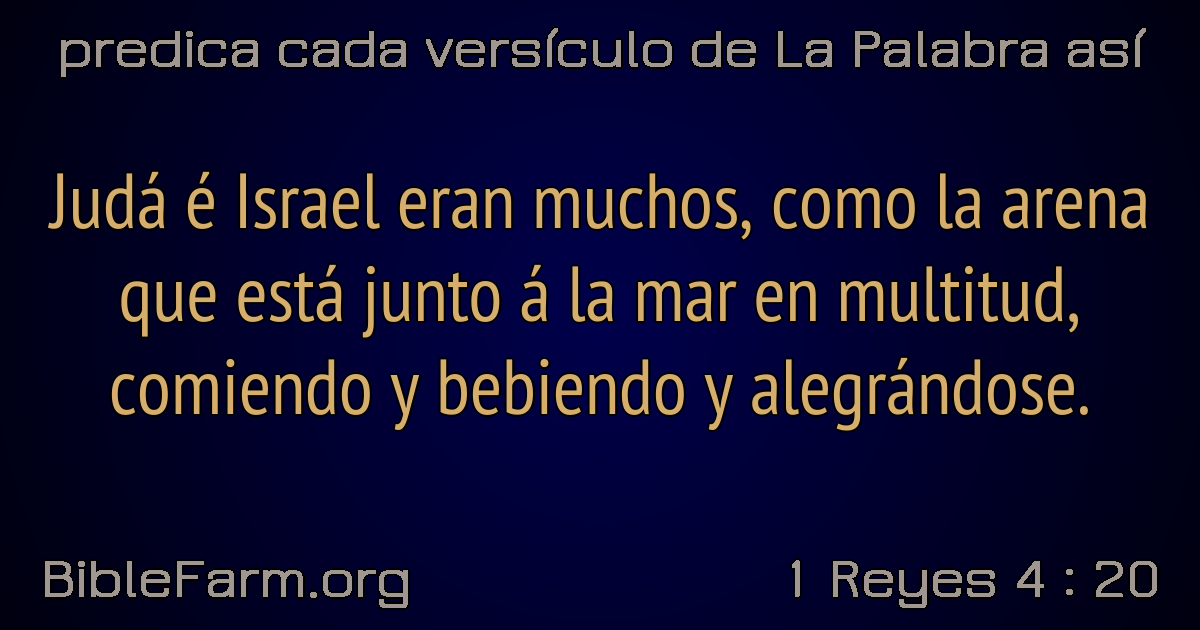 predica cada versículo de La Palabra así
Judá é Israel eran muchos, como la arena
que está junto á la mar en multitud,
comiendo y bebiendo y alegrándose.
BibleFarm.org
1 Reyes 4 : 20